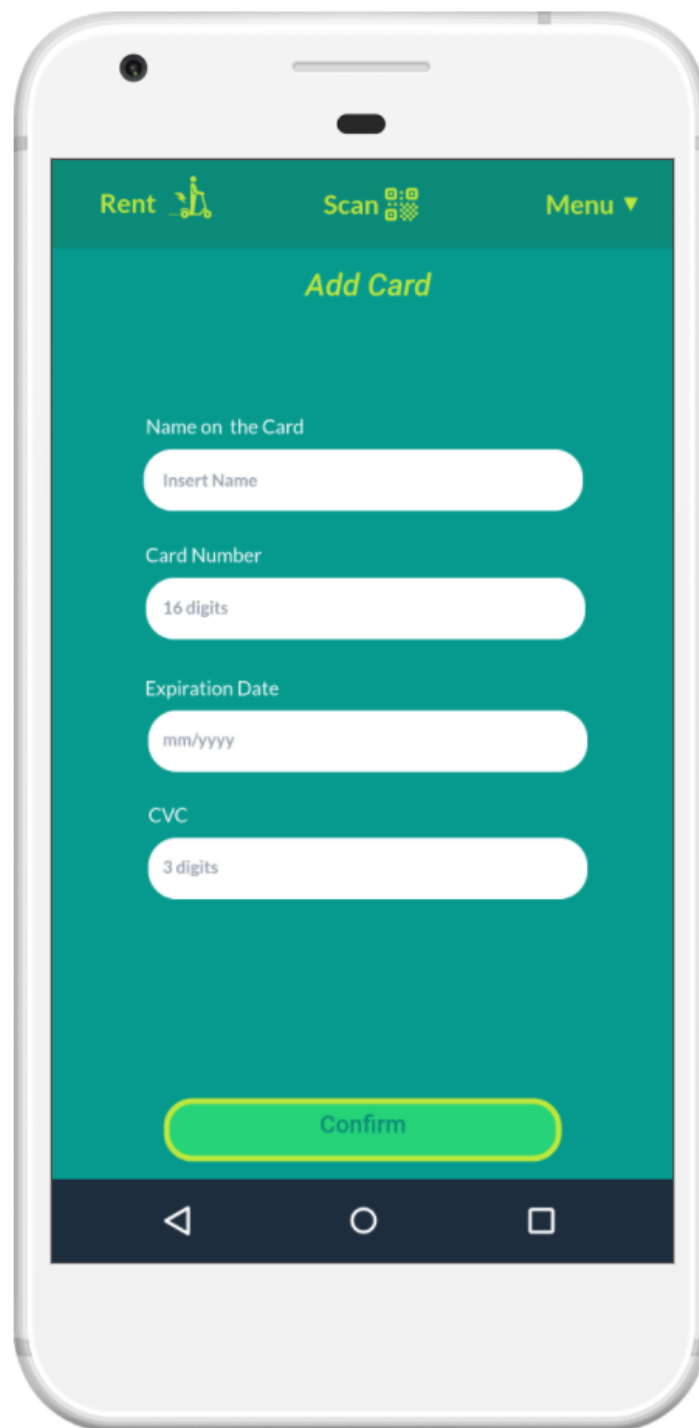 Rent Scan Menu ▼
Add Card
Name on the Card
Insert Name
Card Number
16 digits
Expiration Date
mm/yyyy
CVC
3 digits
Confirm